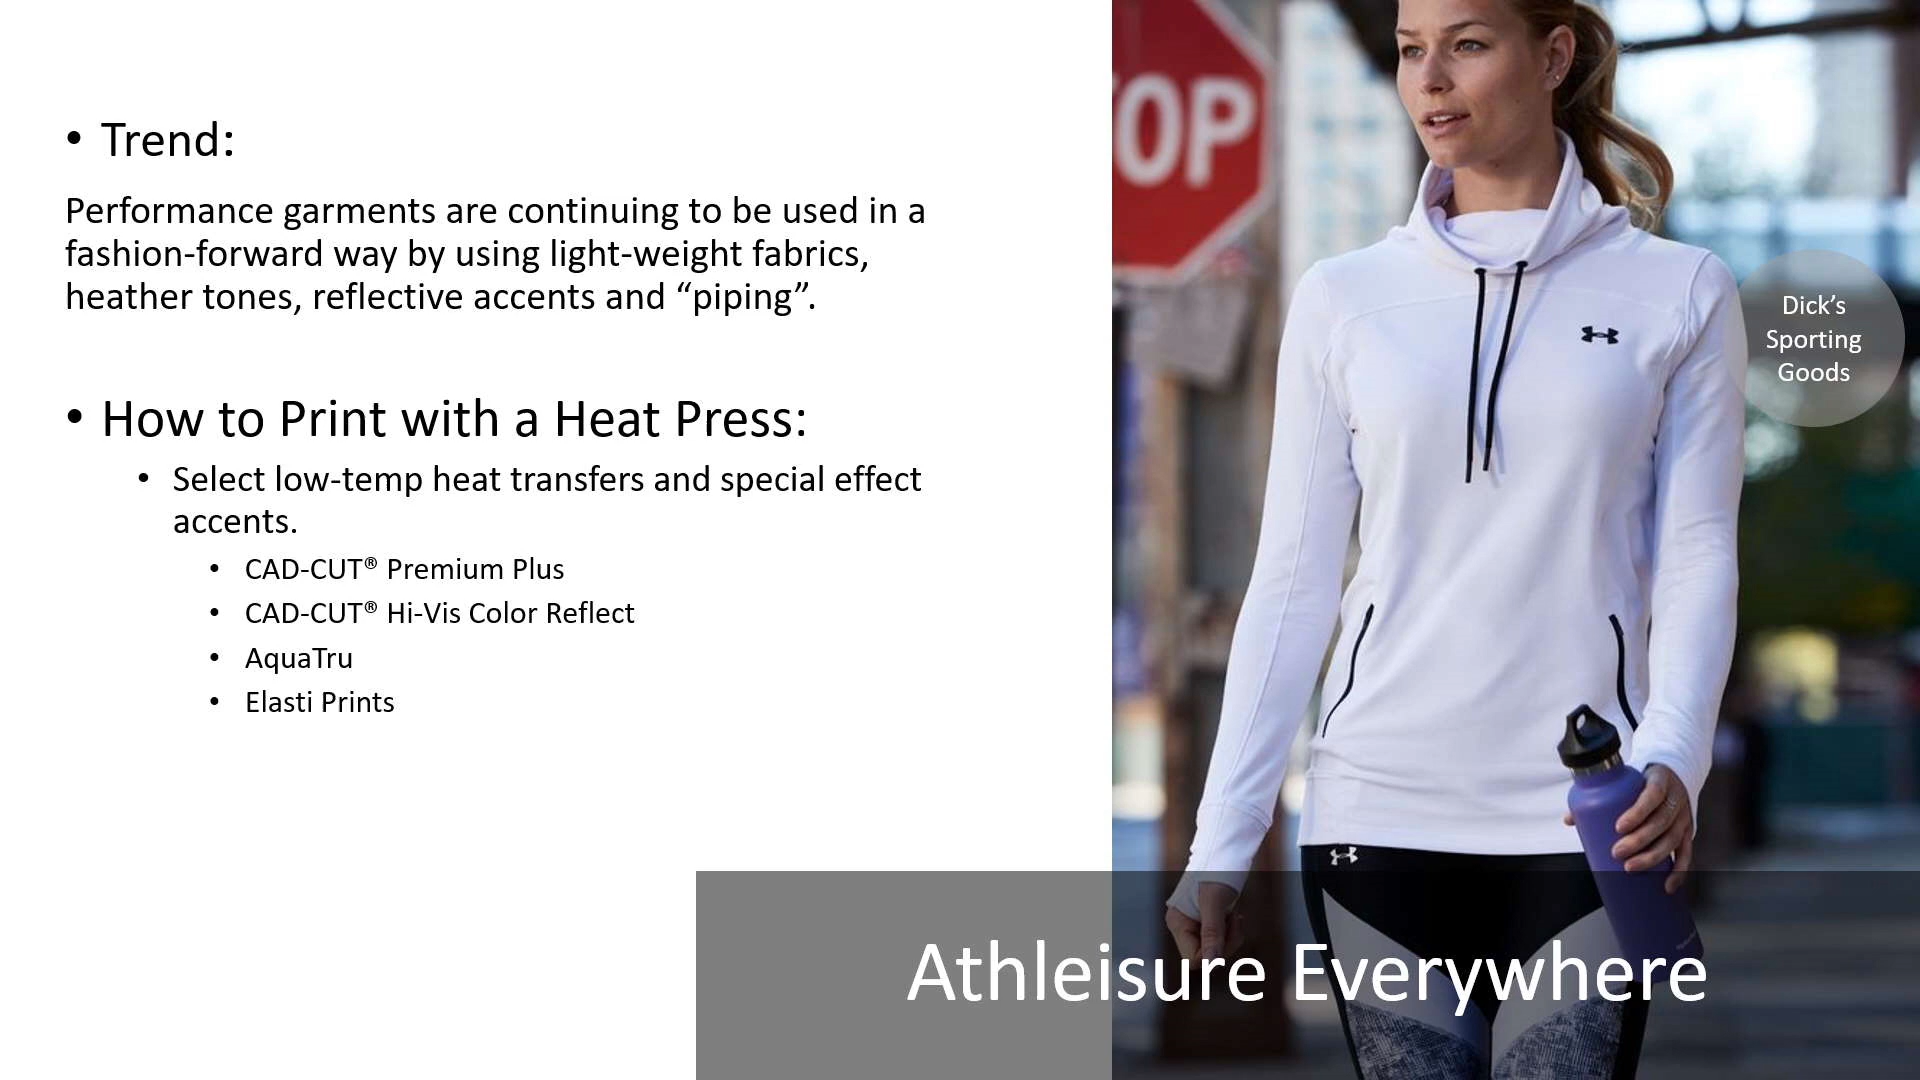 • Trend:
Performance garments are continuing to be used in a
fashion-forward way by using light-weight fabrics,
heather tones, reflective accents and “piping”.
• How to Print with a Heat Press:
• Select low-temp heat transfers and special effect
accents.
• CAD-CUT® Premium Plus
• CAD-CUT® Hi-Vis Color Reflect
• AquaTru
• Elasti Prints
OP
Dick’s
Sporting
Goods
Athleisure Everywhere